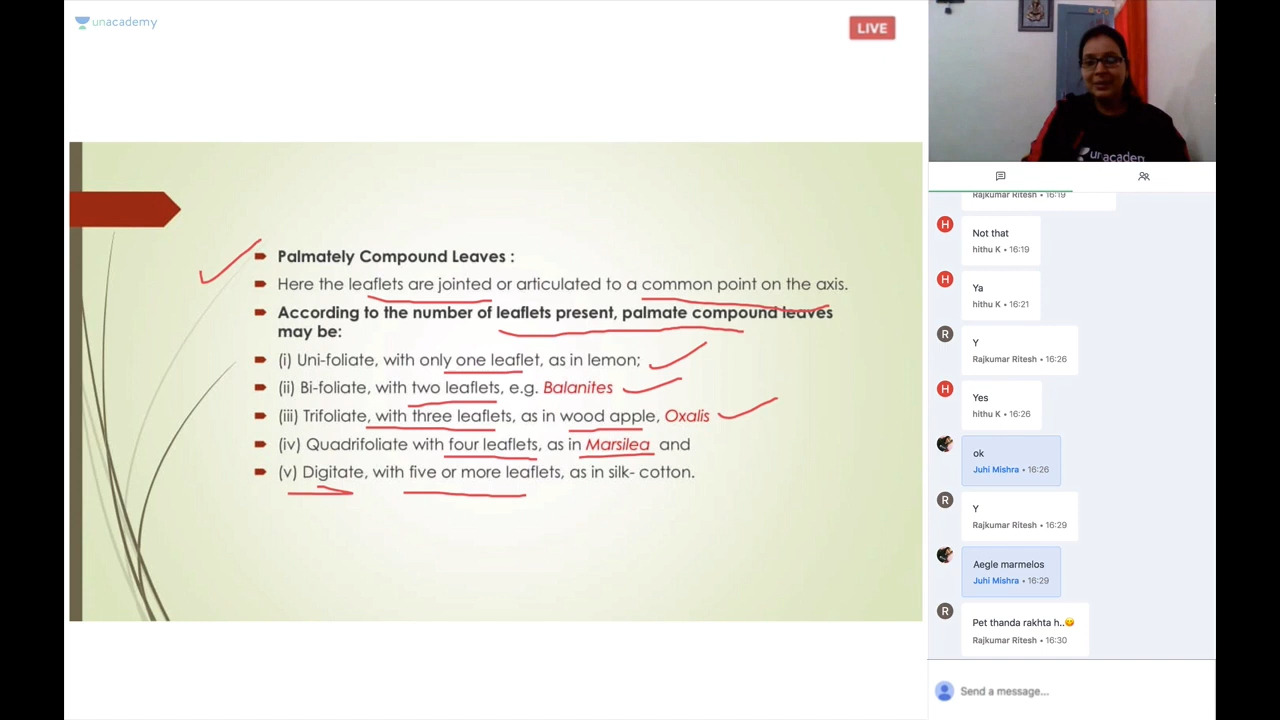 unacademy
LIVE
Palmately Compound Leaves :
Here the leaflets are jointed or articulated to a common point on the axis.
According to the number of leaflets present, palmate compound leaves
may be:
(i) Uni-foliate, with only one leaflet, as in lemon;
(ii) Bi-foliate, with two leaflets, e.g. Balanites
(iii) Trifoliate, with three leaflets, as in wood apple, Oxalis
(iv) Quadrifoliate with four leaflets, as in Marsilea and
(v) Digitate, with five or more leaflets, as in silk- cotton.
unacademy
Rajkumar Ritesh • 16:19
H
Not that
hithu K • 16:19
H
Ya
hithu K • 16:21
R
Y
Rajkumar Ritesh • 16:26
H
Yes
hithu K • 16:26
ok
Juhi Mishra • 16:26
R
Y
Rajkumar Ritesh • 16:29
Aegle marmelos
Juhi Mishra • 16:29
R
Pet thanda rakhta h..😋
Rajkumar Ritesh • 16:30
Send a message...